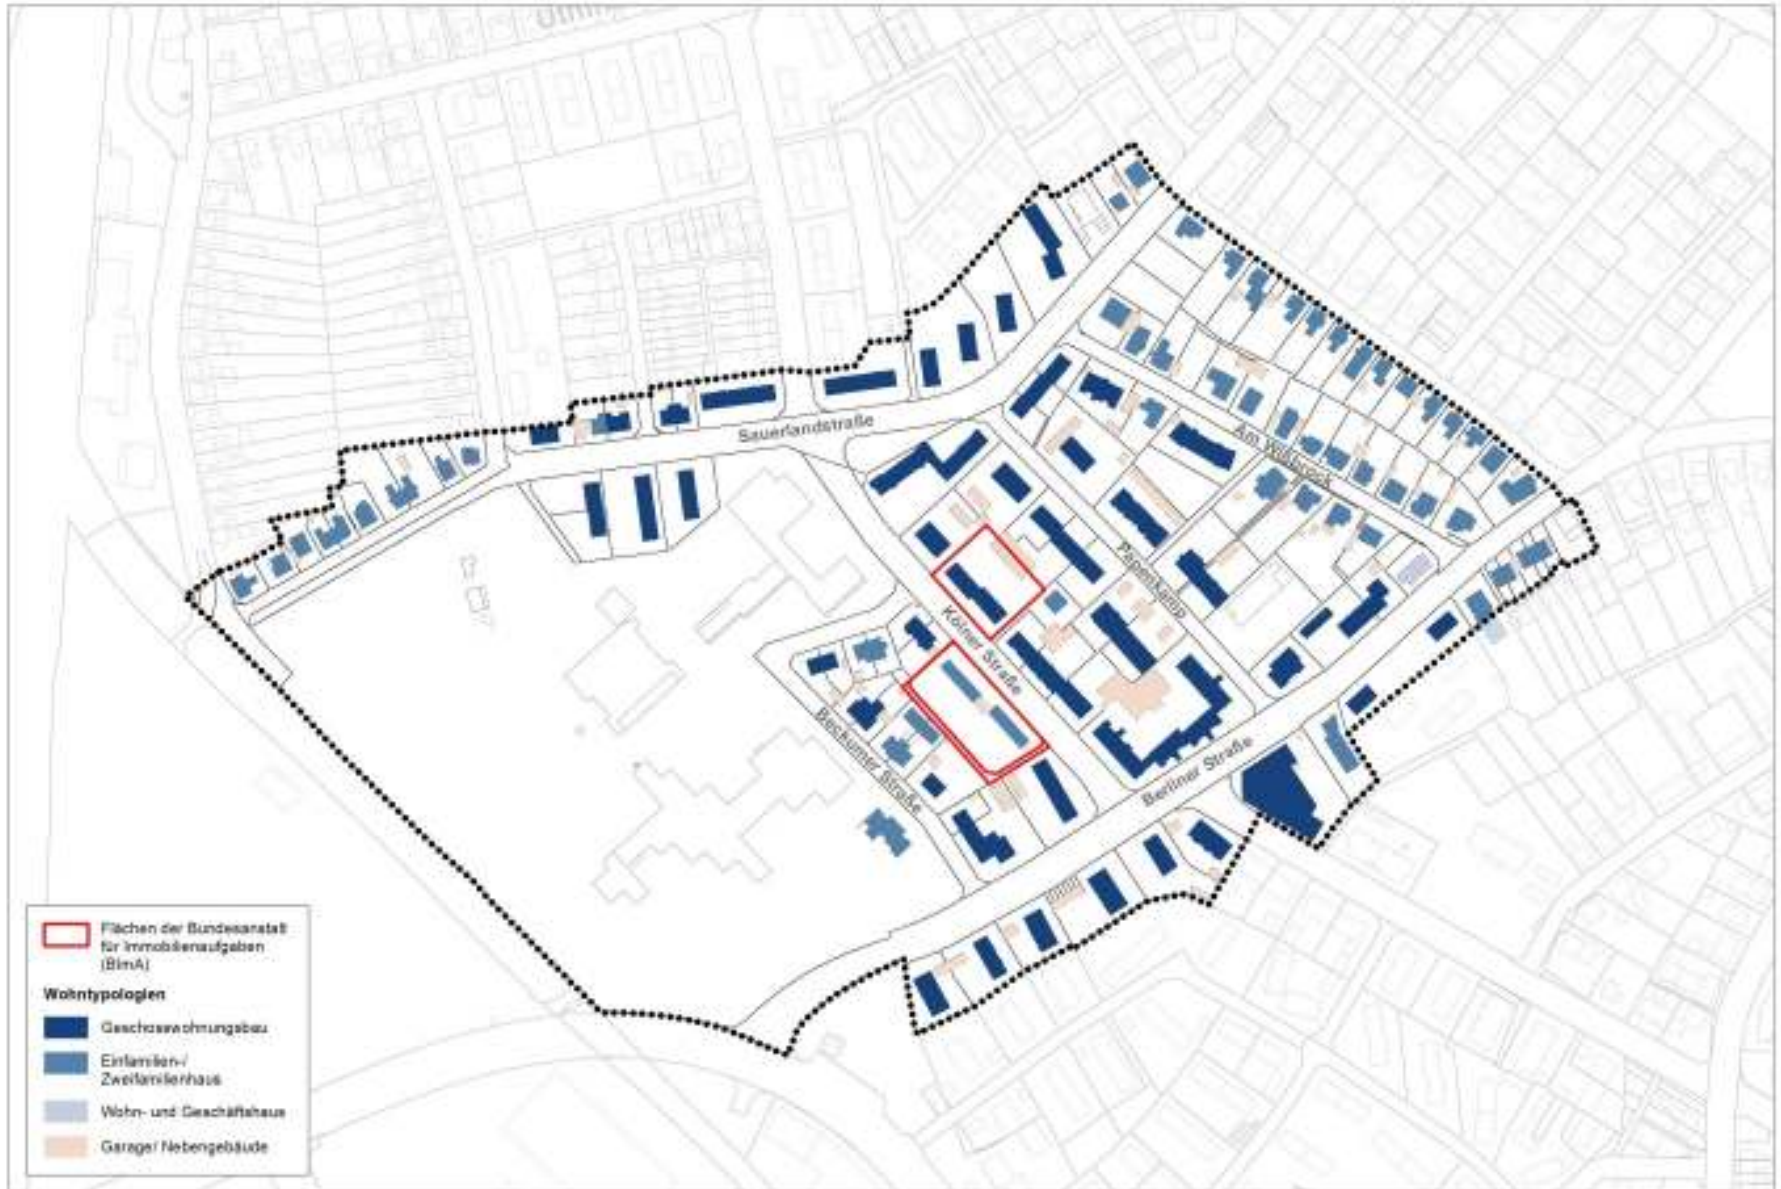 Sauerlandstraße
Am Wißbrock
Papenkamp
Kölner Straße
Beckumer Straße
Berliner Straße
Flächen der Bundesanstalt
für Immobilienaufgaben
(BImA)
Wohntypologien
Geschosswohnungsbau
Einfamilien-/
Zweifamilienhaus
Wohn- und Geschäftshaus
Garage/ Nebengebäude